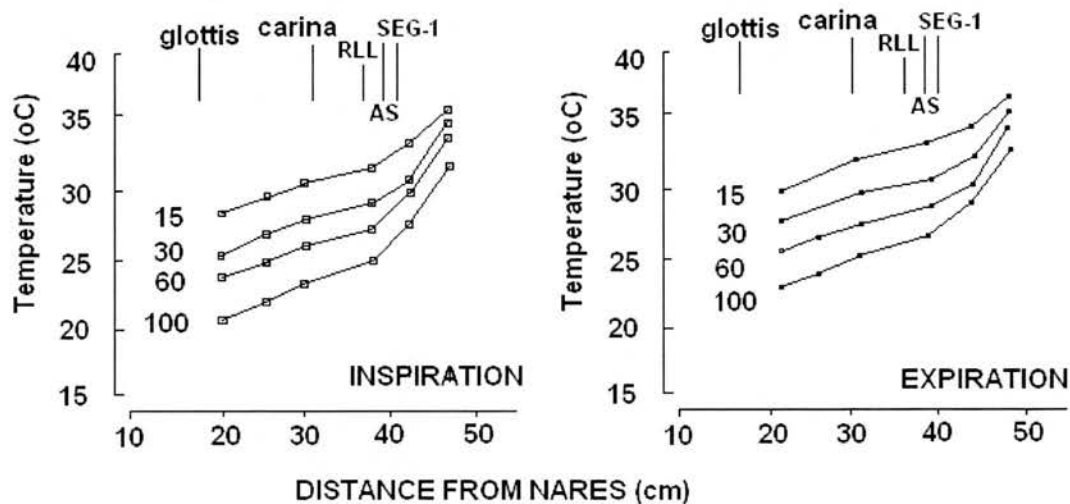 SEG-1
carina
glottis
RLL
AS
40
35
30
25
20
15
Temperature (oC)
15
30
60
100
INSPIRATION
10 20 30 40 50
SEG-1
carina
glottis
RLL
AS
40
35
30
25
20
15
Temperature (oC)
15
30
60
100
EXPIRATION
10 20 30 40 50
DISTANCE FROM NARES (cm)